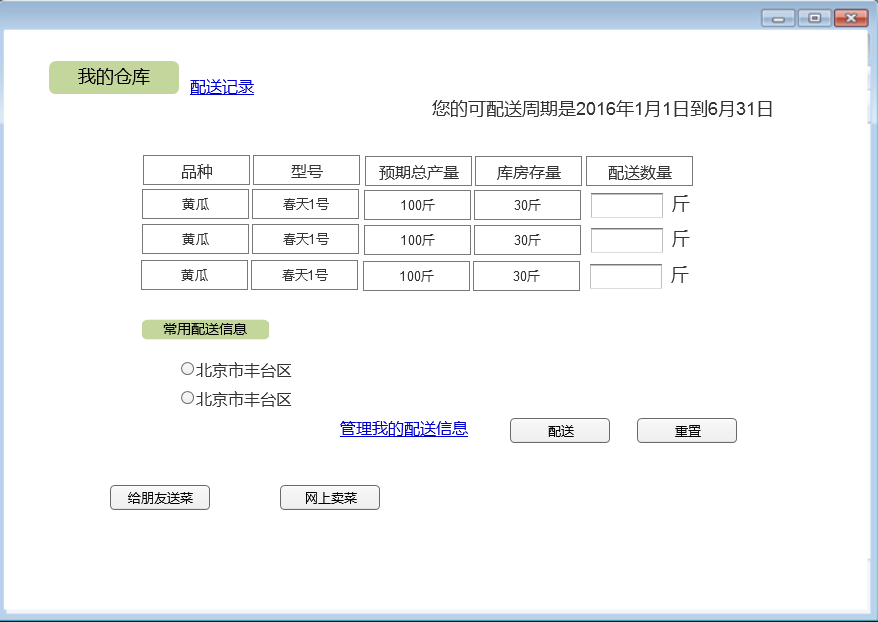 我的仓库
配送记录
您的可配送周期是2016年1月1日到6月31日
品种 型号 预期总产量 库房存量 配送数量
黄瓜 春天1号 100斤 30斤 斤
黄瓜 春天1号 100斤 30斤 斤
黄瓜 春天1号 100斤 30斤 斤
常用配送信息
北京市丰台区
北京市丰台区
管理我的配送信息 配送 重置
给朋友送菜 网上卖菜